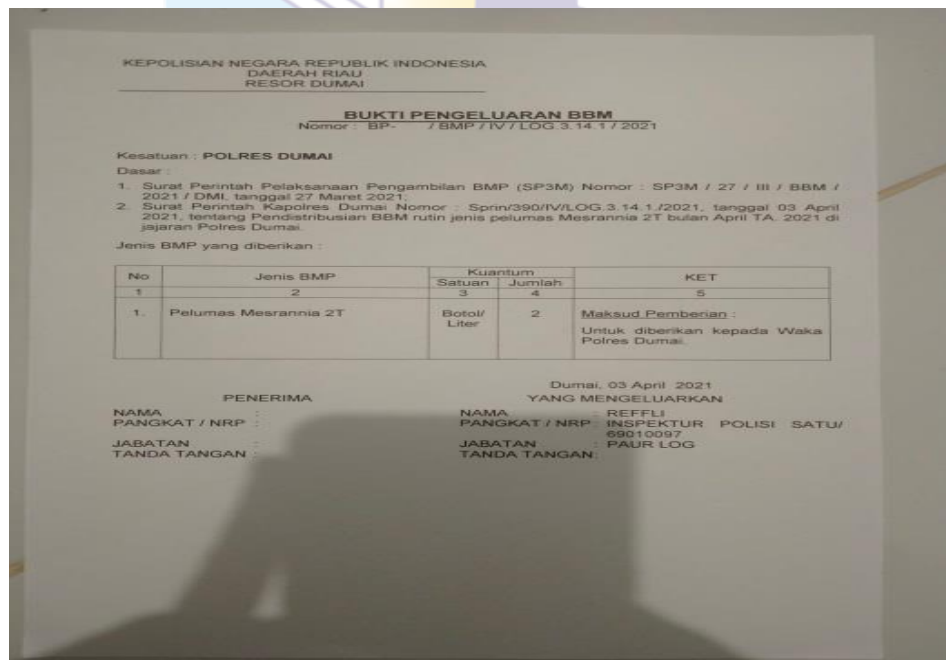 KEPOLISIAN NEGARA REPUBLIK INDONESIA
DAERAH RIAU
RESOR DUMAI
BUKTI PENGELUARAN BBM
Nomor : BP- / BMP / IV / LOG.3.14.1 / 2021
Kesatuan : POLRES DUMAI
Dasar :
1. Surat Perintah Pelaksanaan Pengambilan BMP (SP3M) Nomor : SP3M / 27 / III / BBM /
2021 / DMI, tanggal 27 Maret 2021.
2. Surat Perintah Kapolres Dumai Nomor : Sprin/390/IV/LOG.3.14.1./2021, tanggal 03 April
2021, tentang Pendistribusian BBM rutin jenis pelumas Mesrannia 2T bulan April TA. 2021 di
jajaran Polres Dumai.
Jenis BMP yang diberikan :
No Jenis BMP Kuantum KET
Satuan Jumlah
1 2 3 4 5
1. Pelumas Mesrannia 2T Botol/ 2 Maksud Pemberian :
Liter Untuk diberikan kepada Waka
Polres Dumai.
Dumai, 03 April 2021
PENERIMA YANG MENGELUARKAN
NAMA : NAMA : REFFLI
PANGKAT / NRP : PANGKAT / NRP : INSPEKTUR POLISI SATU/
69010097
JABATAN : JABATAN : PAUR LOG
TANDA TANGAN : TANDA TANGAN: